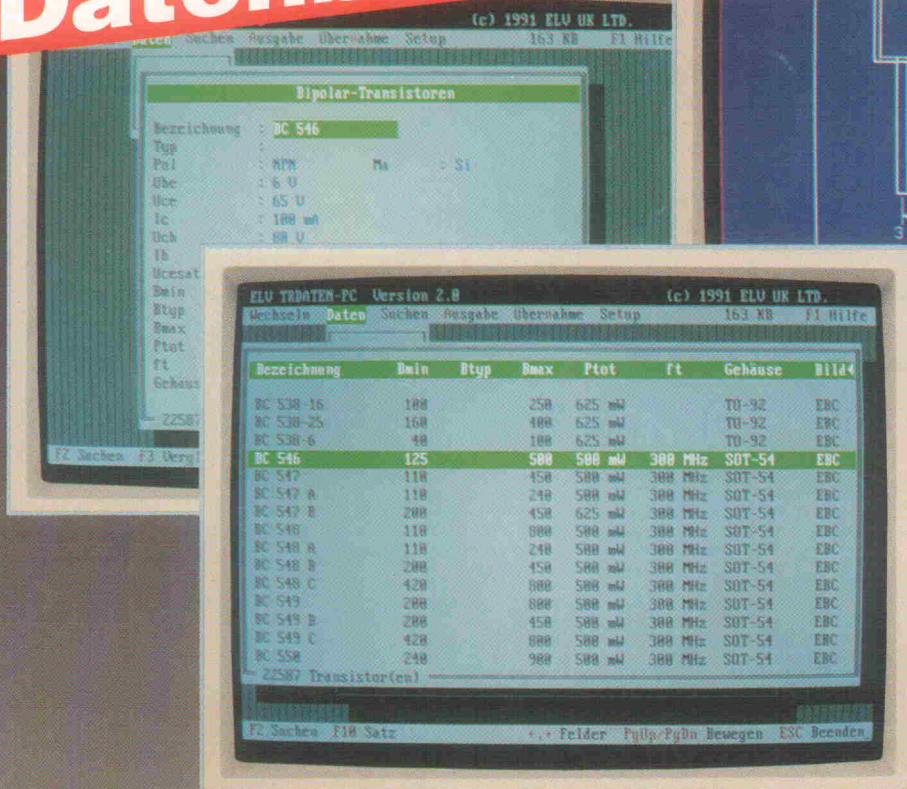 (c) 1991 ELV UK LTD.
Daten Suchen Ausgabe Übernahme Setup 163 KB F1 Hilfe
Bipolar-Transistoren
Bezeichnung : BC 546
Typ :
Pol : NPN Ma : Si
Ube : 6 V
Uce : 65 V
Ic : 100 mA
Ucb : 80 V
Ib
Ucesat
Bmin
Btyp
Bmax
Ptot
ft
Gehäus
22587
F2 Suchen F3 Vergl
3
ELV TRDATEN-PC Version 2.0 (c) 1991 ELV UK LTD.
Wechseln Daten Suchen Ausgabe Übernahme Setup 163 KB F1 Hilfe
Bezeichnung Bmin Btyp Bmax Ptot ft Gehäuse Bild
BC 538-16 100 250 625 mW TO-92 EBC
BC 538-25 160 400 625 mW TO-92 EBC
BC 538-6 40 100 625 mW TO-92 EBC
BC 546 125 500 500 mW 300 MHz SOT-54 EBC
BC 547 110 450 500 mW 300 MHz SOT-54 EBC
BC 547 A 110 240 500 mW 300 MHz SOT-54 EBC
BC 547 B 200 450 625 mW 300 MHz SOT-54 EBC
BC 548 110 800 500 mW 300 MHz SOT-54 EBC
BC 548 A 110 240 500 mW 300 MHz SOT-54 EBC
BC 548 B 200 450 500 mW 300 MHz SOT-54 EBC
BC 548 C 420 800 500 mW 300 MHz SOT-54 EBC
BC 549 200 800 500 mW 300 MHz SOT-54 EBC
BC 549 B 200 450 500 mW 300 MHz SOT-54 EBC
BC 549 C 420 800 500 mW 300 MHz SOT-54 EBC
BC 550 240 900 500 mW 300 MHz SOT-54 EBC
22587 Transistor(en)
F2 Suchen F10 Satz Felder PgUp/PgDn Bewegen ESC Beenden